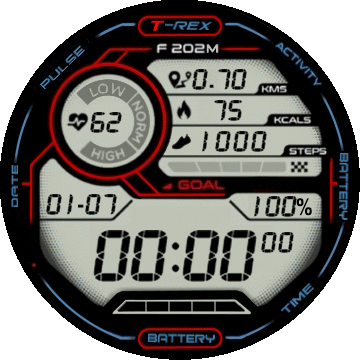 T-REX
F 202M
PULSE
ACTIVITY
LOW
NORM
HIGH
62
0.70 KMS
75 KCALS
1000 STEPS
GOAL
DATE
BATTERY
01-07
100%
00:00 00
TIME
BATTERY